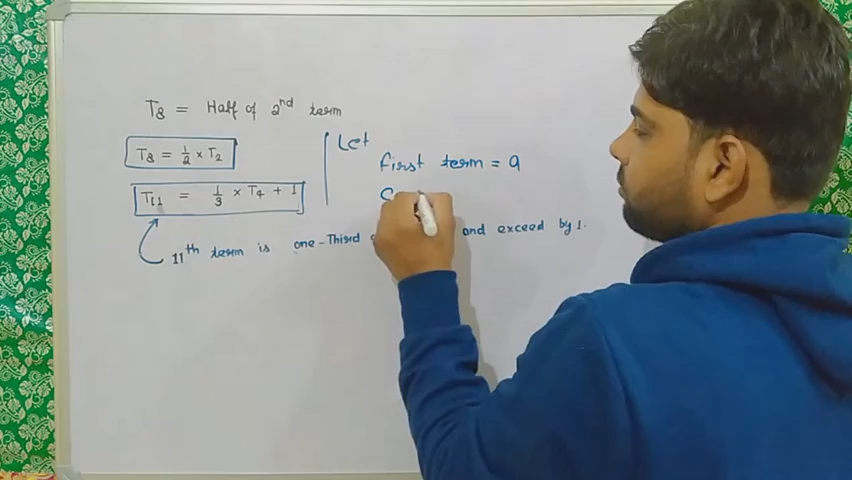 T8 = Half of 2nd term
T8 = 1/2 × T2
T11 = 1/3 × T4 + 1
Let
first term = a
11th term is one-Third and exceed by 1.